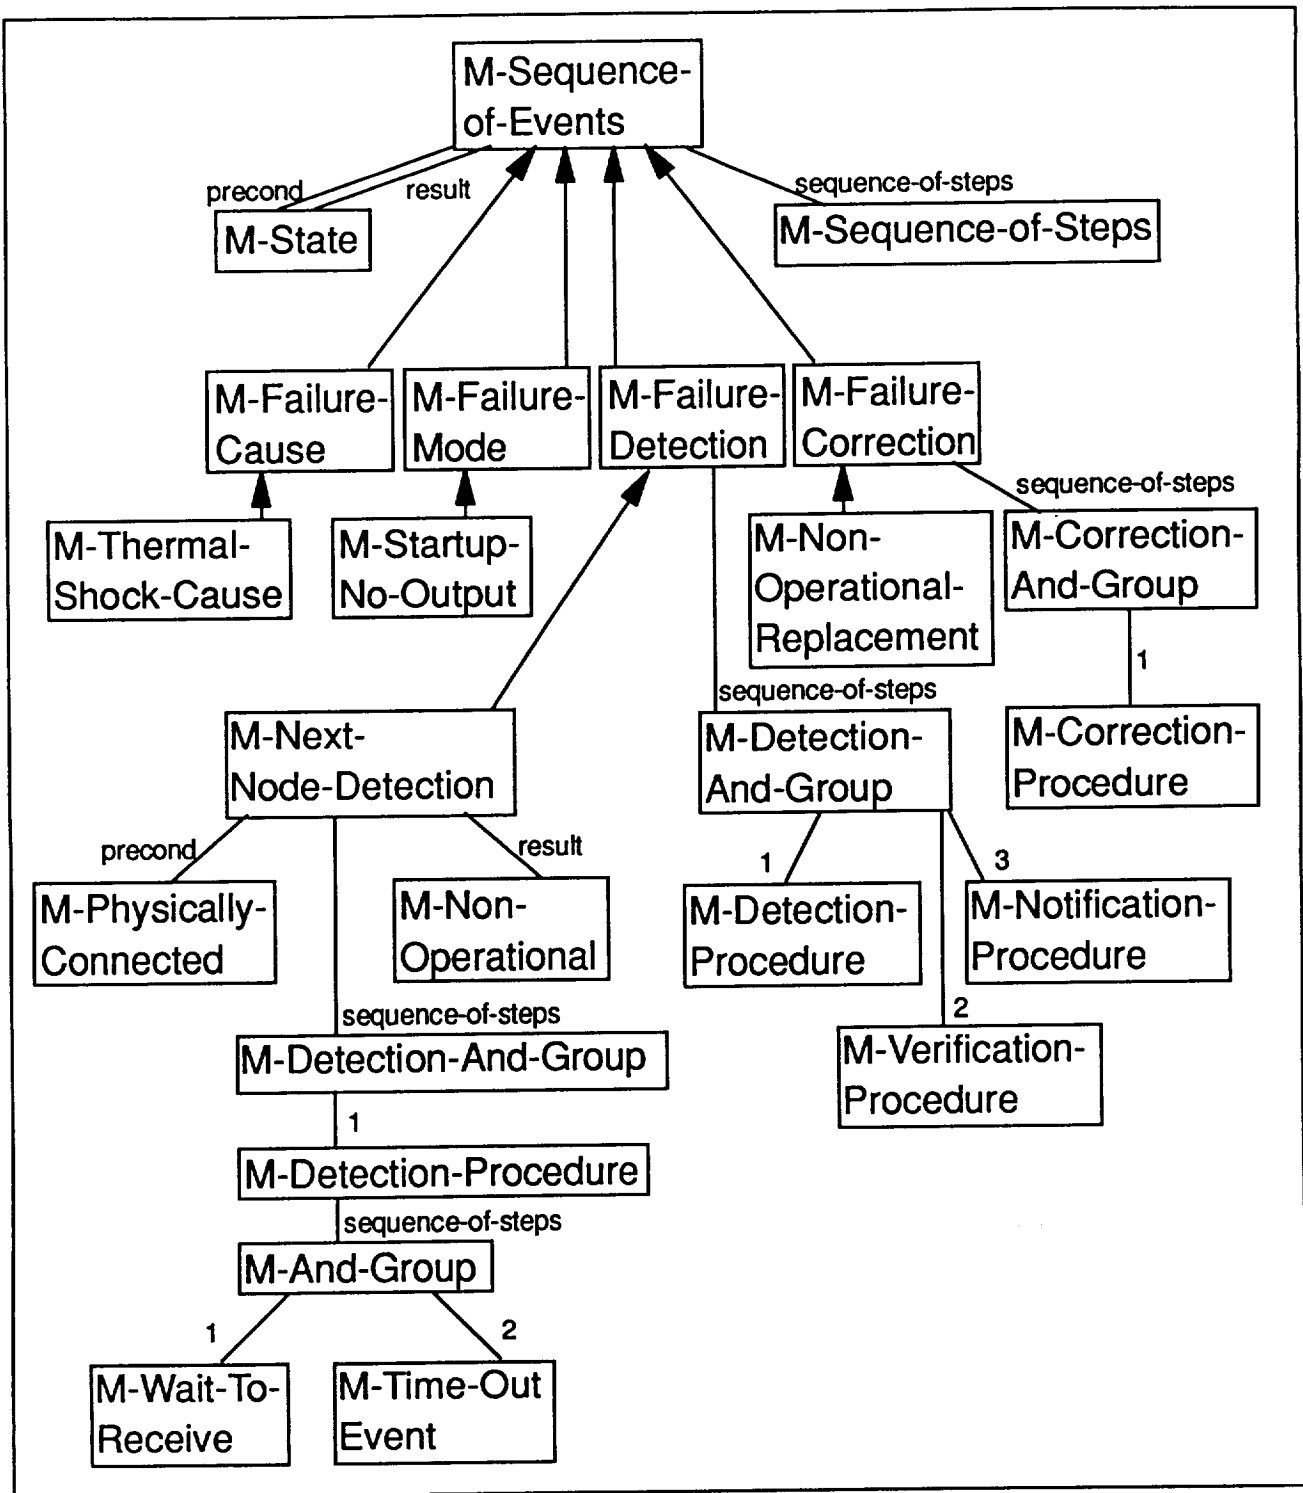 M-Sequence-
of-Events
precond
result
sequence-of-steps
M-State
M-Sequence-of-Steps
M-Failure-
Cause
M-Failure-
Mode
M-Failure-
Detection
M-Failure-
Correction
sequence-of-steps
M-Thermal-
Shock-Cause
M-Startup-
No-Output
M-Non-
Operational-
Replacement
M-Correction-
And-Group
1
sequence-of-steps
M-Next-
Node-Detection
M-Detection-
And-Group
M-Correction-
Procedure
precond
result
1
3
M-Physically-
Connected
M-Non-
Operational
M-Detection-
Procedure
M-Notification-
Procedure
sequence-of-steps
2
M-Detection-And-Group
M-Verification-
Procedure
1
M-Detection-Procedure
sequence-of-steps
M-And-Group
1
2
M-Wait-To-
Receive
M-Time-Out
Event